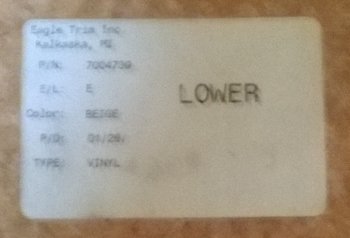 Eagle Trim Inc
Kalkaska, MI
P/N: 7004730
E/L: E
LOWER
Color: BEIGE
P/D: 01/20/
TYPE: VINYL